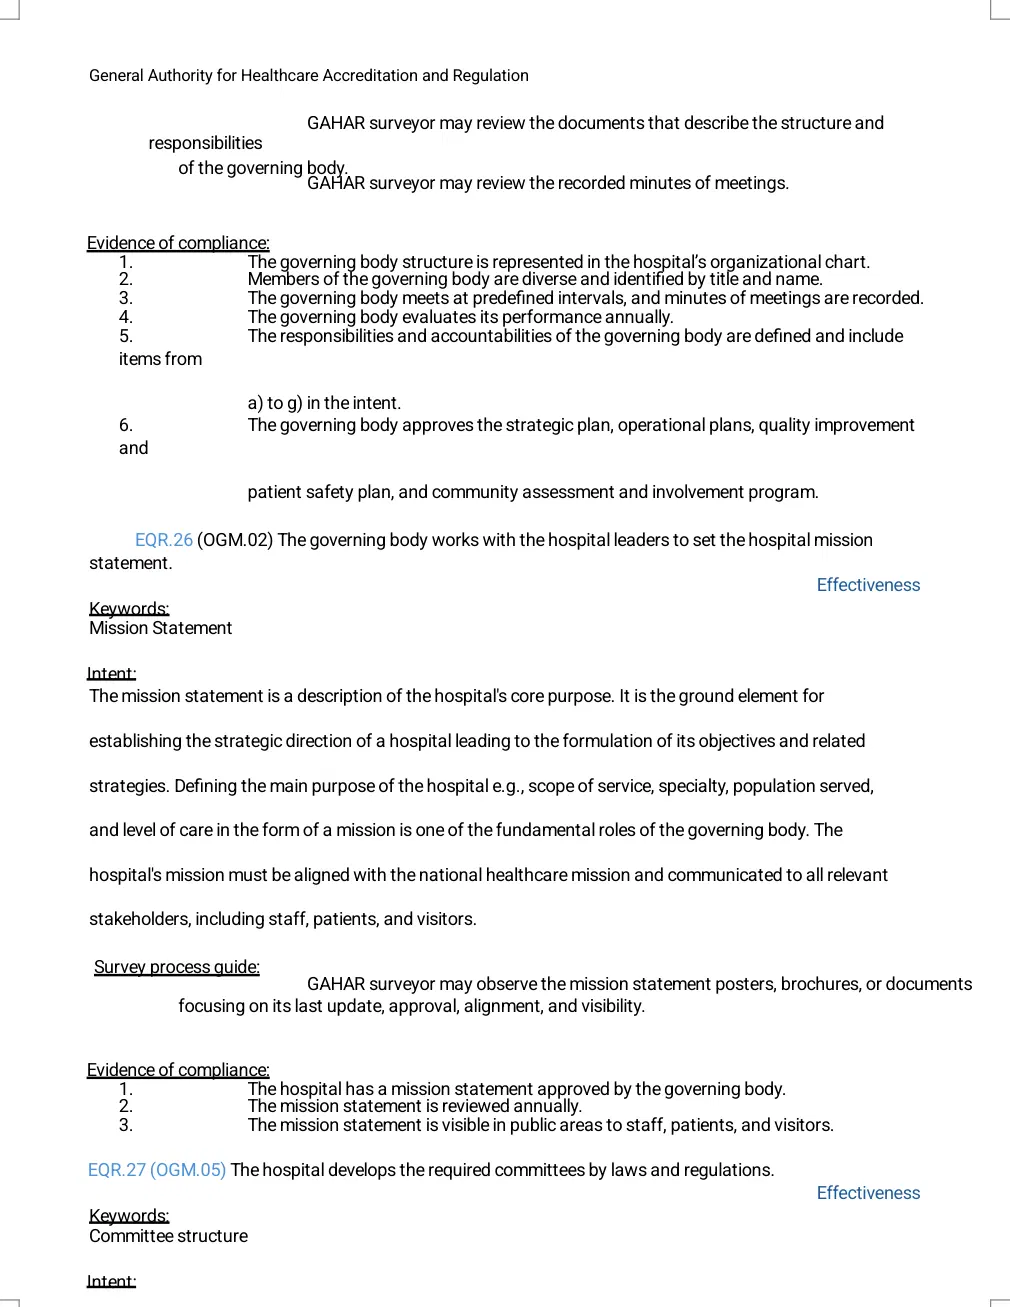 General Authority for Healthcare Accreditation and Regulation
GAHAR surveyor may review the documents that describe the structure and
responsibilities
of the governing body.
GAHAR surveyor may review the recorded minutes of meetings.
Evidence of compliance:
1. The governing body structure is represented in the hospital’s organizational chart.
2. Members of the governing body are diverse and identified by title and name.
3. The governing body meets at predefined intervals, and minutes of meetings are recorded.
4. The governing body evaluates its performance annually.
5. The responsibilities and accountabilities of the governing body are defined and include
items from
a) to g) in the intent.
6. The governing body approves the strategic plan, operational plans, quality improvement
and
patient safety plan, and community assessment and involvement program.
EQR.26 (OGM.02) The governing body works with the hospital leaders to set the hospital mission
statement.
Effectiveness
Keywords:
Mission Statement
Intent:
The mission statement is a description of the hospital's core purpose. It is the ground element for
establishing the strategic direction of a hospital leading to the formulation of its objectives and related
strategies. Defining the main purpose of the hospital e.g., scope of service, specialty, population served,
and level of care in the form of a mission is one of the fundamental roles of the governing body. The
hospital's mission must be aligned with the national healthcare mission and communicated to all relevant
stakeholders, including staff, patients, and visitors.
Survey process guide:
GAHAR surveyor may observe the mission statement posters, brochures, or documents
focusing on its last update, approval, alignment, and visibility.
Evidence of compliance:
1. The hospital has a mission statement approved by the governing body.
2. The mission statement is reviewed annually.
3. The mission statement is visible in public areas to staff, patients, and visitors.
EQR.27 (OGM.05) The hospital develops the required committees by laws and regulations.
Effectiveness
Keywords:
Committee structure
Intent: